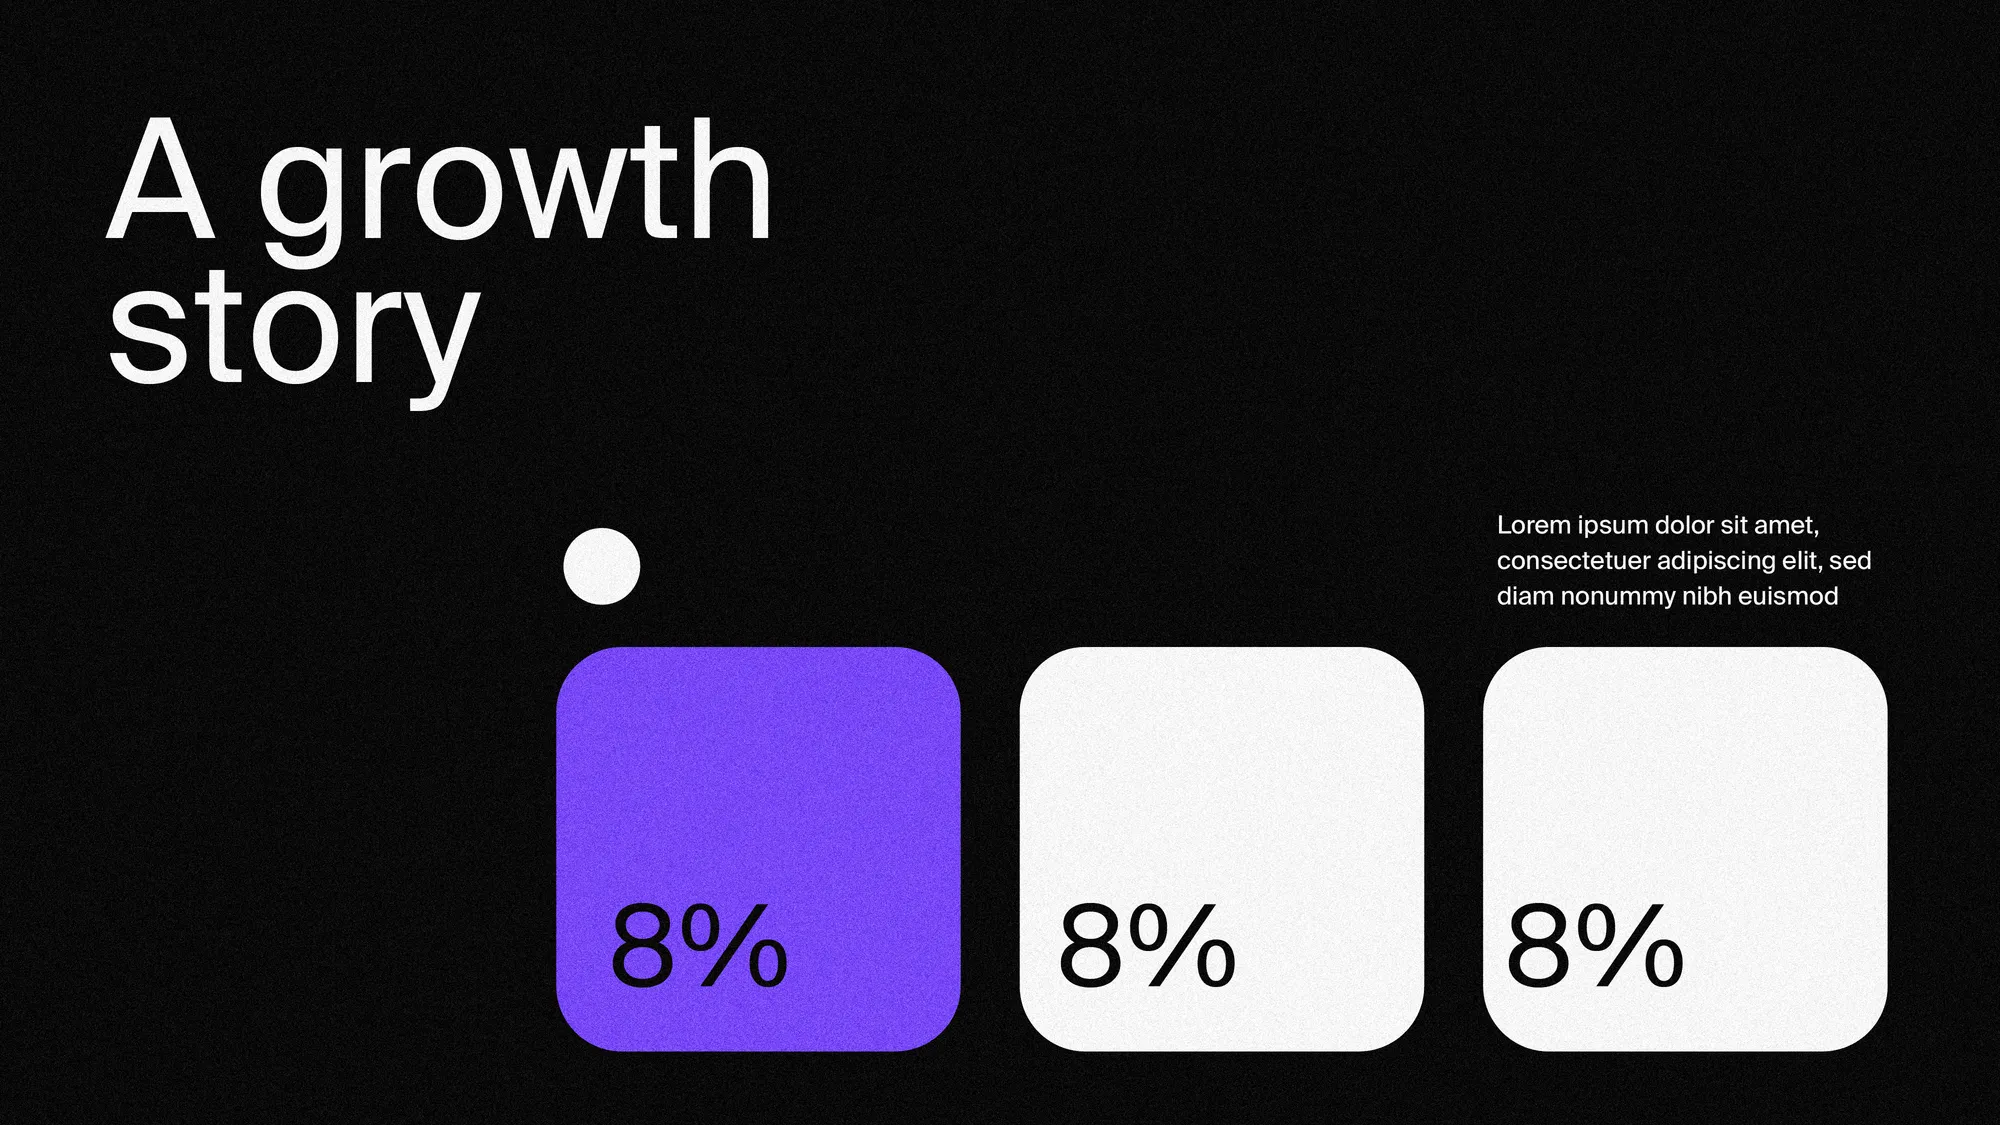 A growth
story
Lorem ipsum dolor sit amet,
consectetuer adipiscing elit, sed
diam nonummy nibh euismod
8%
8%
8%